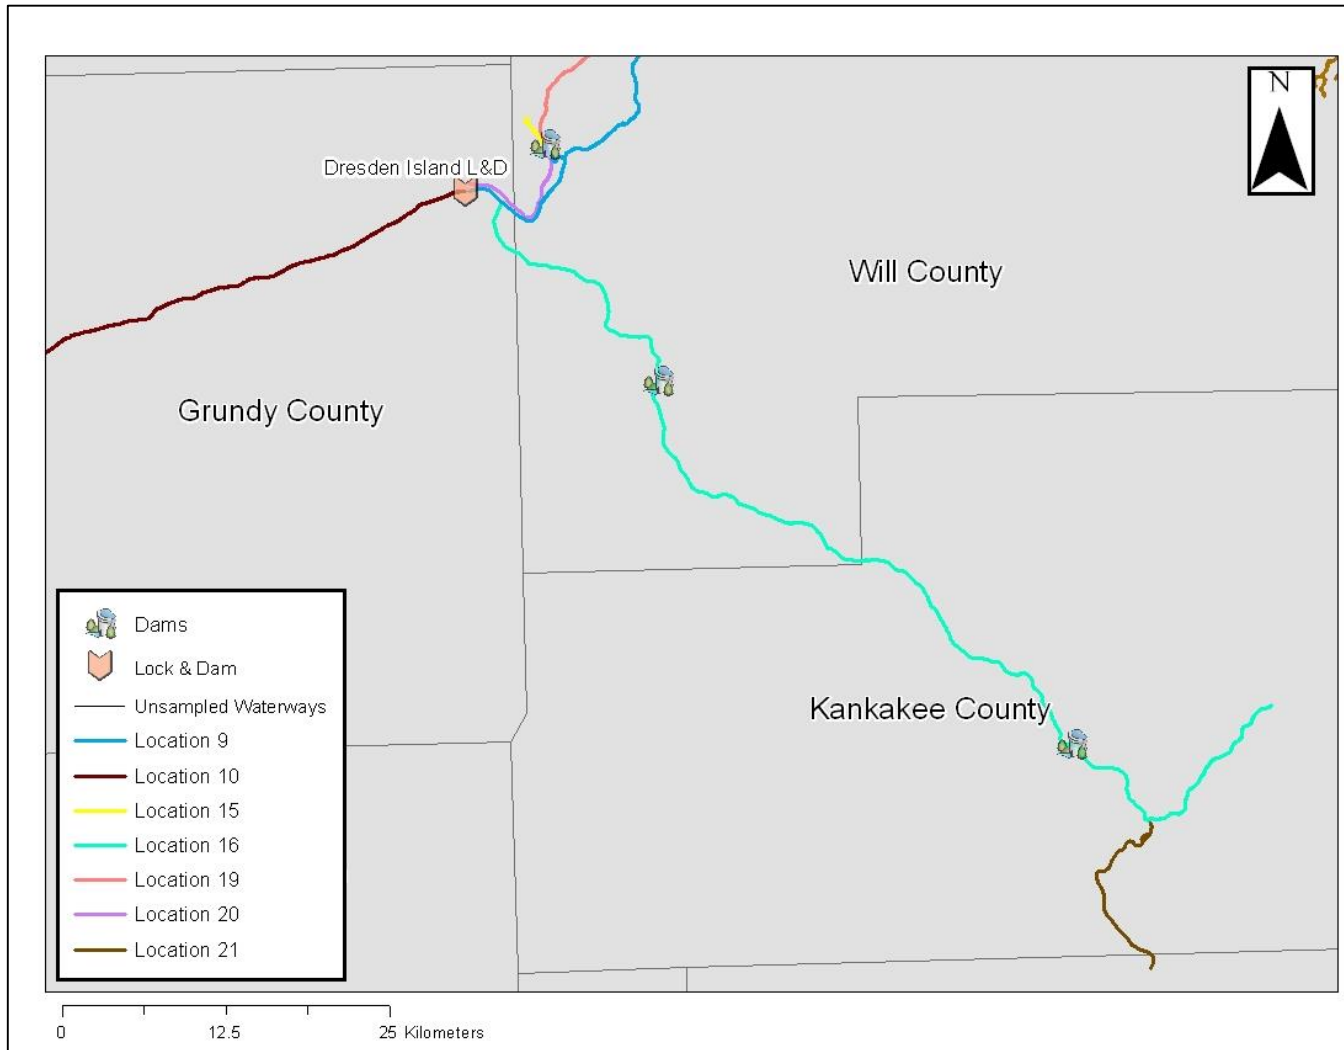 N
Dresden Island L&D
Will County
Grundy County
Kankakee County
Dams
Lock & Dam
Unsampled Waterways
Location 9
Location 10
Location 15
Location 16
Location 19
Location 20
Location 21
0 12.5 25 Kilometers